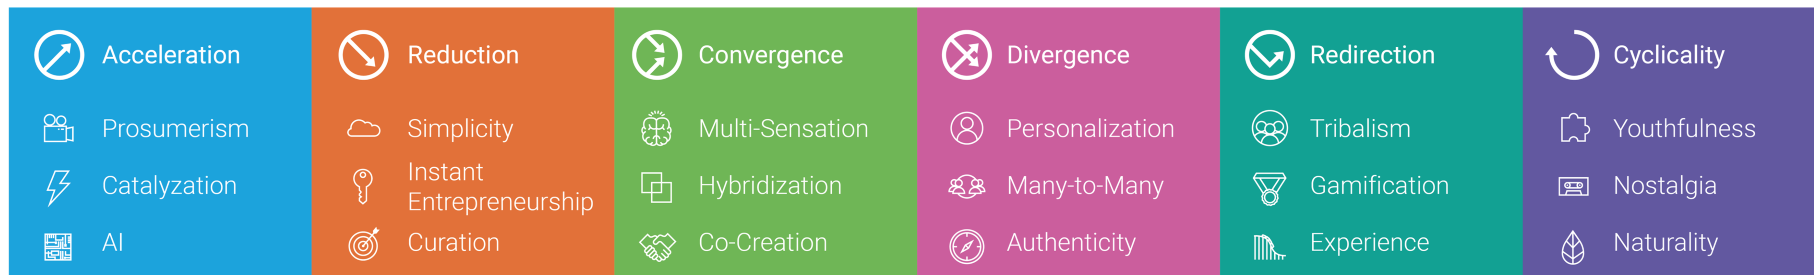 Acceleration
Prosumerism
Catalyzation
AI
Reduction
Simplicity
Instant
Entrepreneurship
Curation
Convergence
Multi-Sensation
Hybridization
Co-Creation
Divergence
Personalization
Many-to-Many
Authenticity
Redirection
Tribalism
Gamification
Experience
Cyclicality
Youthfulness
Nostalgia
Naturality